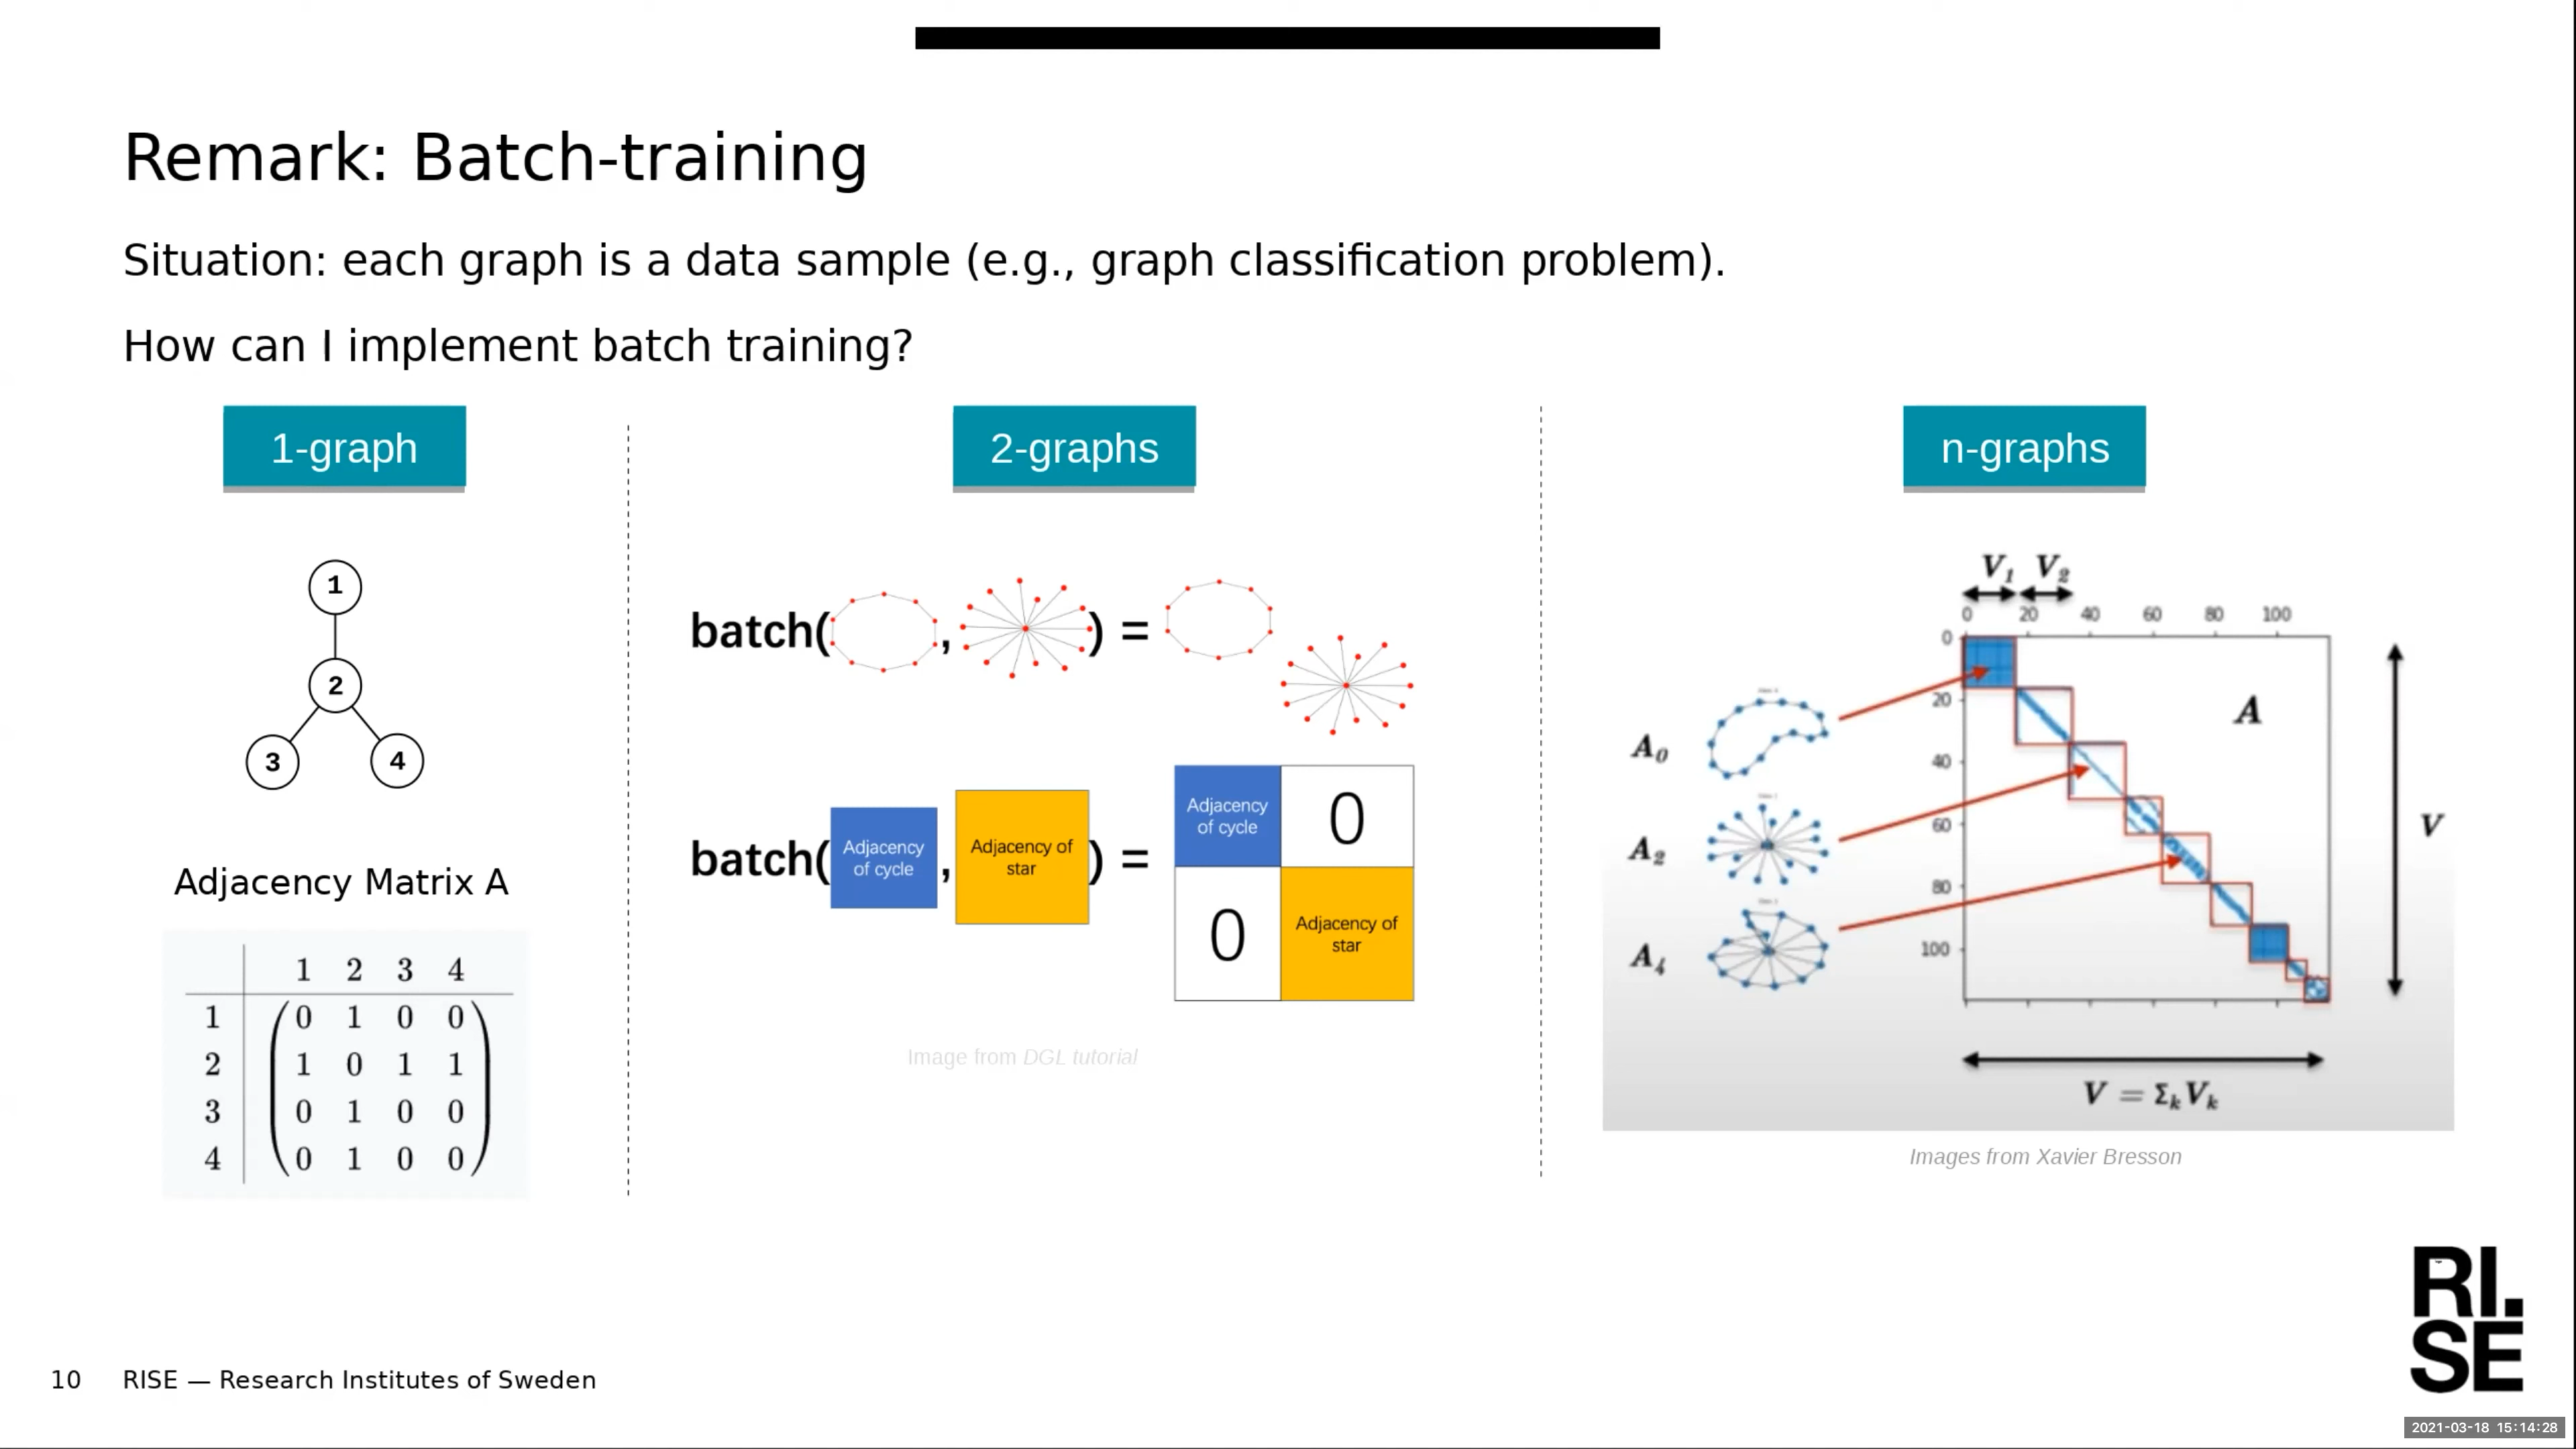 Remark: Batch-training
Situation: each graph is a data sample (e.g., graph classification problem).
How can I implement batch training?
1-graph
1
2
3 4
Adjacency Matrix A
1 2 3 4
1 0 1 0 0
2 1 0 1 1
3 0 1 0 0
4 0 1 0 0
2-graphs
batch( , ) =
batch( Adjacency of cycle , Adjacency of star ) =
Adjacency
of cycle
0
0
Adjacency of
star
Image from DGL tutorial
n-graphs
V1 V2
0 20 40 60 80 100
0
20
40
60
80
100
A
A0
A2
A4
V
V = Σk Vk
Images from Xavier Bresson
RI.
SE
10 RISE — Research Institutes of Sweden
2021-03-18 15:14:28